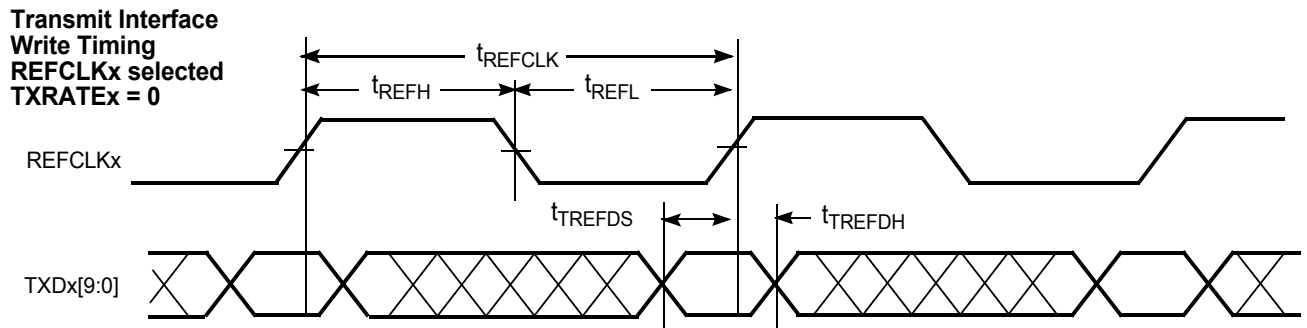 Transmit Interface
Write Timing
REFCLKx selected
TXRATEx = 0
tREFCLK
tREFH
tREFL
REFCLKx
tTREFDS
tTREFDH
TXDx[9:0]